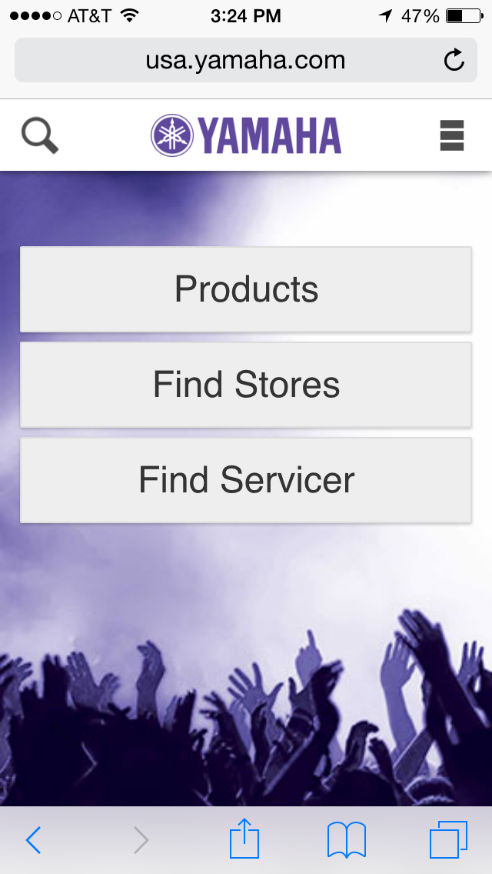 AT&T 3:24 PM 47%
usa.yamaha.com
YAMAHA
Products
Find Stores
Find Servicer